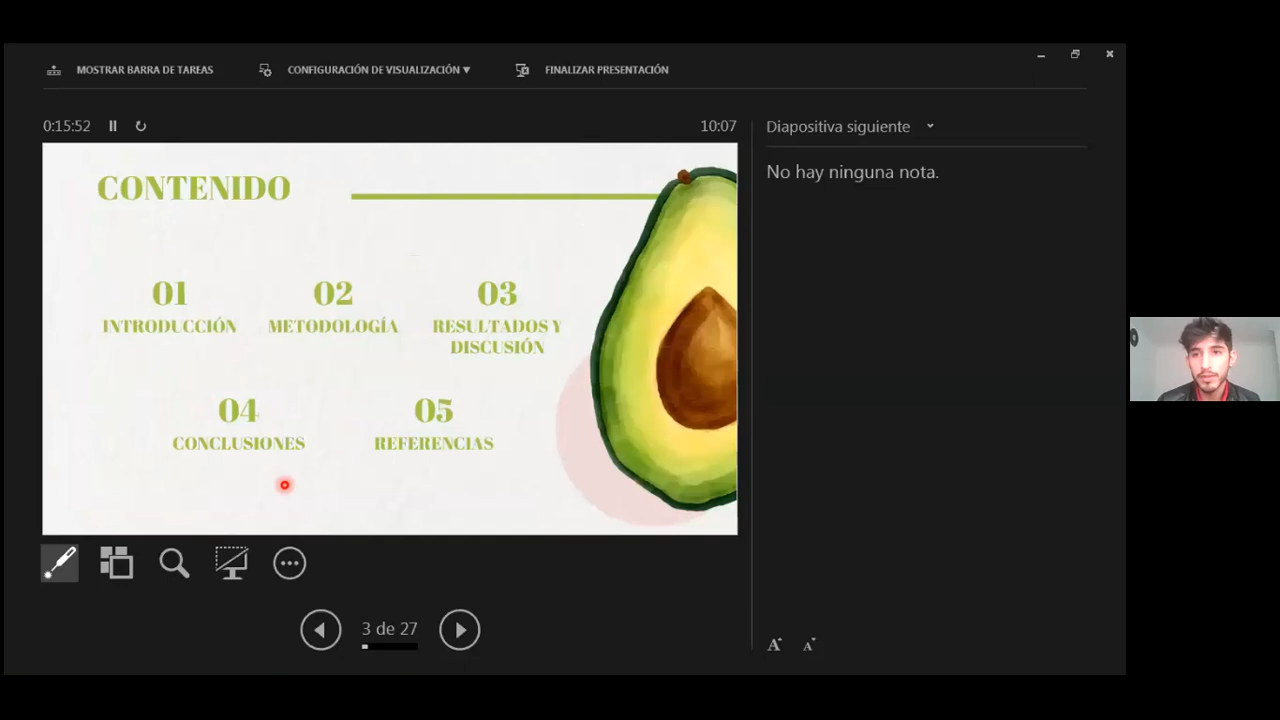 MOSTRAR BARRA DE TAREAS
CONFIGURACIÓN DE VISUALIZACIÓN ▼
FINALIZAR PRESENTACIÓN
0:15:52
10:07
CONTENIDO
01
INTRODUCCIÓN
02
METODOLOGÍA
03
RESULTADOS Y
DISCUSIÓN
04
CONCLUSIONES
05
REFERENCIAS
3 de 27
Diapositiva siguiente
No hay ninguna nota.
A A